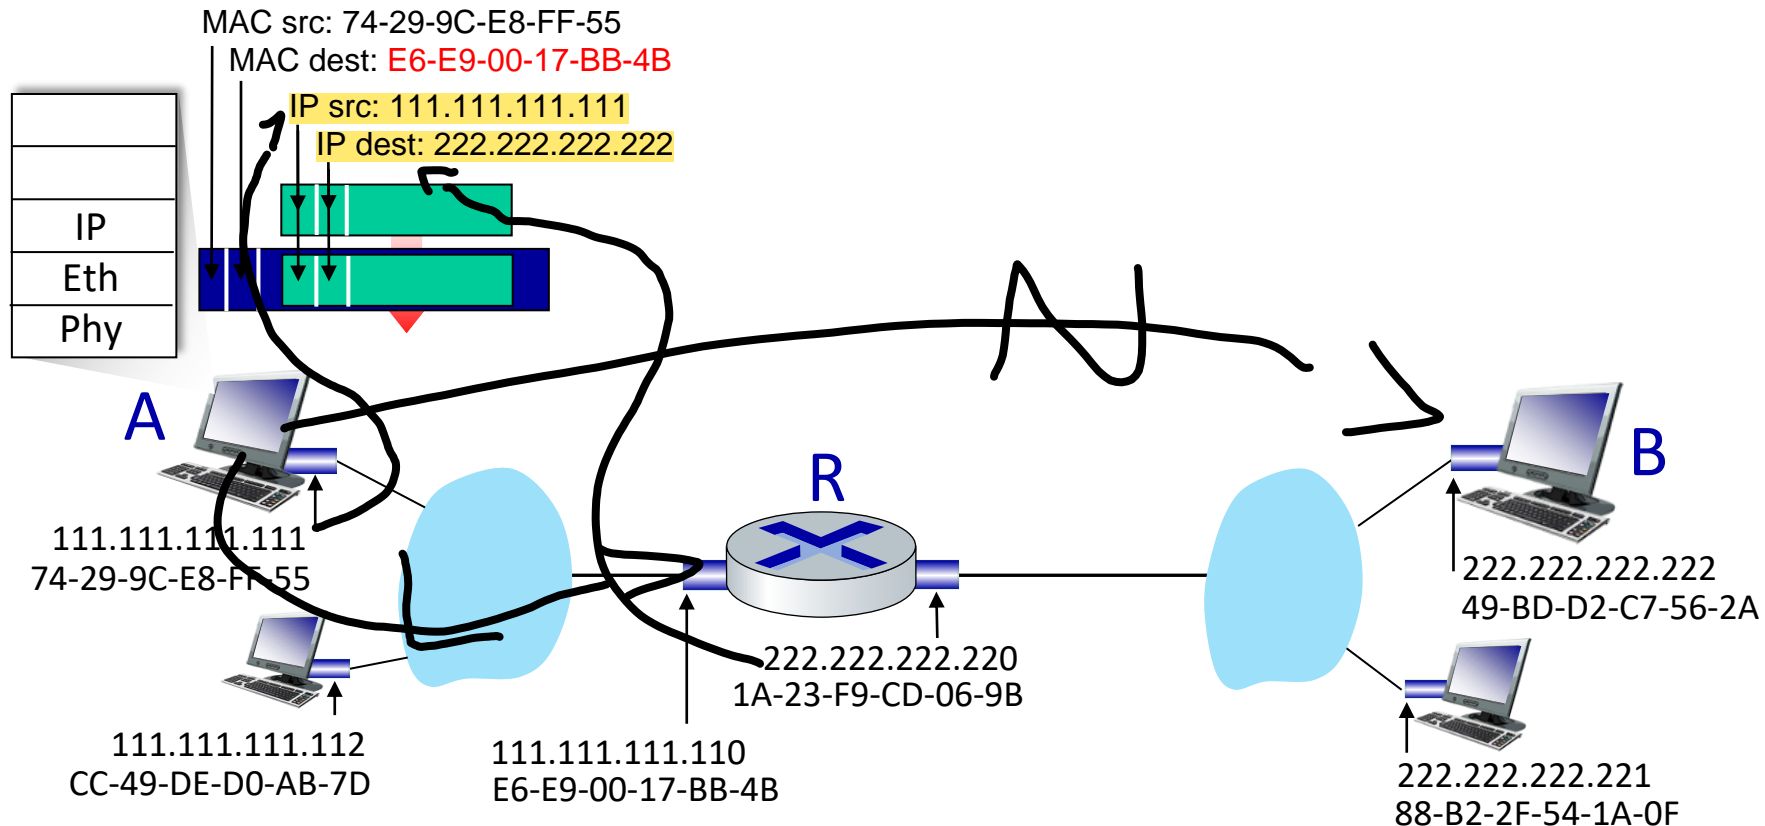 MAC src: 74-29-9C-E8-FF-55
MAC dest: E6-E9-00-17-BB-4B
IP src: 111.111.111.111
IP dest: 222.222.222.222
IP
Eth
Phy
A
R
B
N
L
111.111.111.111
74-29-9C-E8-FF-55
222.222.222.222
49-BD-D2-C7-56-2A
222.222.222.220
1A-23-F9-CD-06-9B
111.111.111.112
CC-49-DE-D0-AB-7D
111.111.111.110
E6-E9-00-17-BB-4B
222.222.222.221
88-B2-2F-54-1A-0F